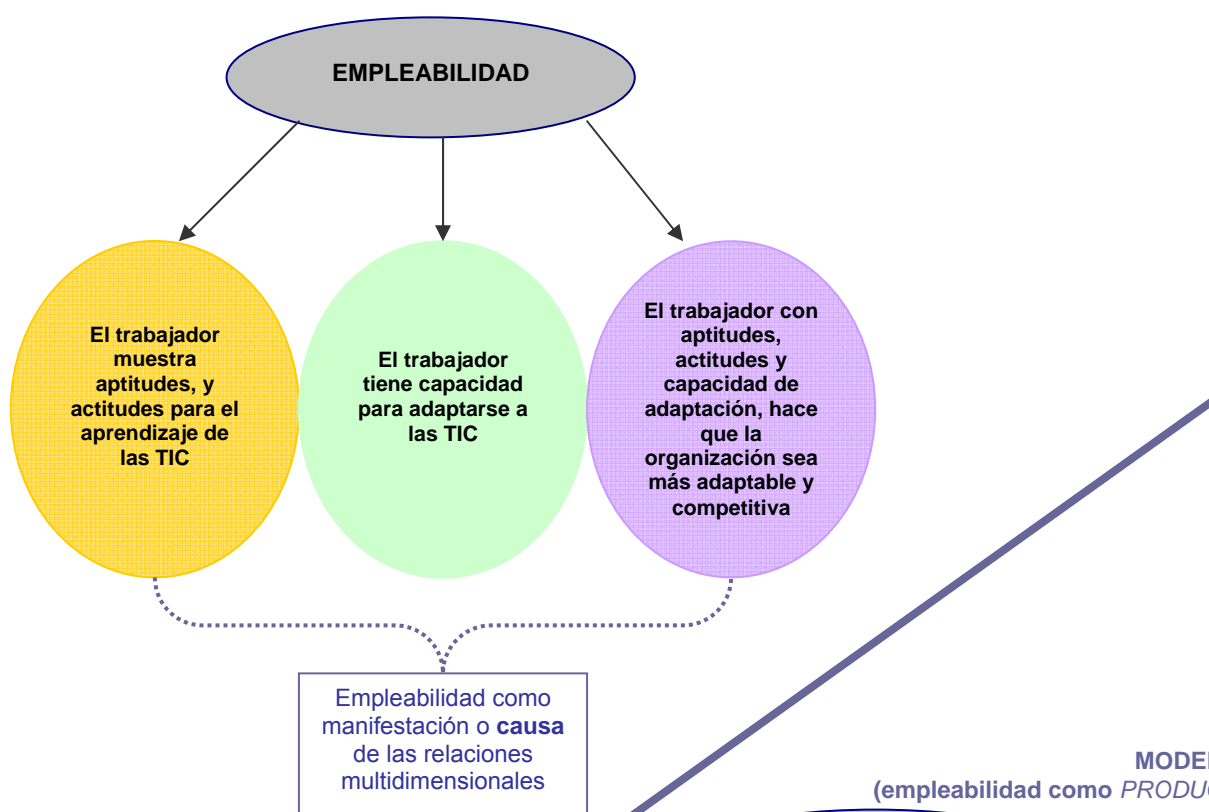 EMPLEABILIDAD
El trabajador
muestra
aptitudes, y
actitudes para el
aprendizaje de
las TIC
El trabajador
tiene capacidad
para adaptarse a
las TIC
El trabajador con
aptitudes,
actitudes y
capacidad de
adaptación, hace
que la
organización sea
más adaptable y
competitiva
Empleabilidad como
manifestación o causa
de las relaciones
multidimensionales
(empleabilidad como